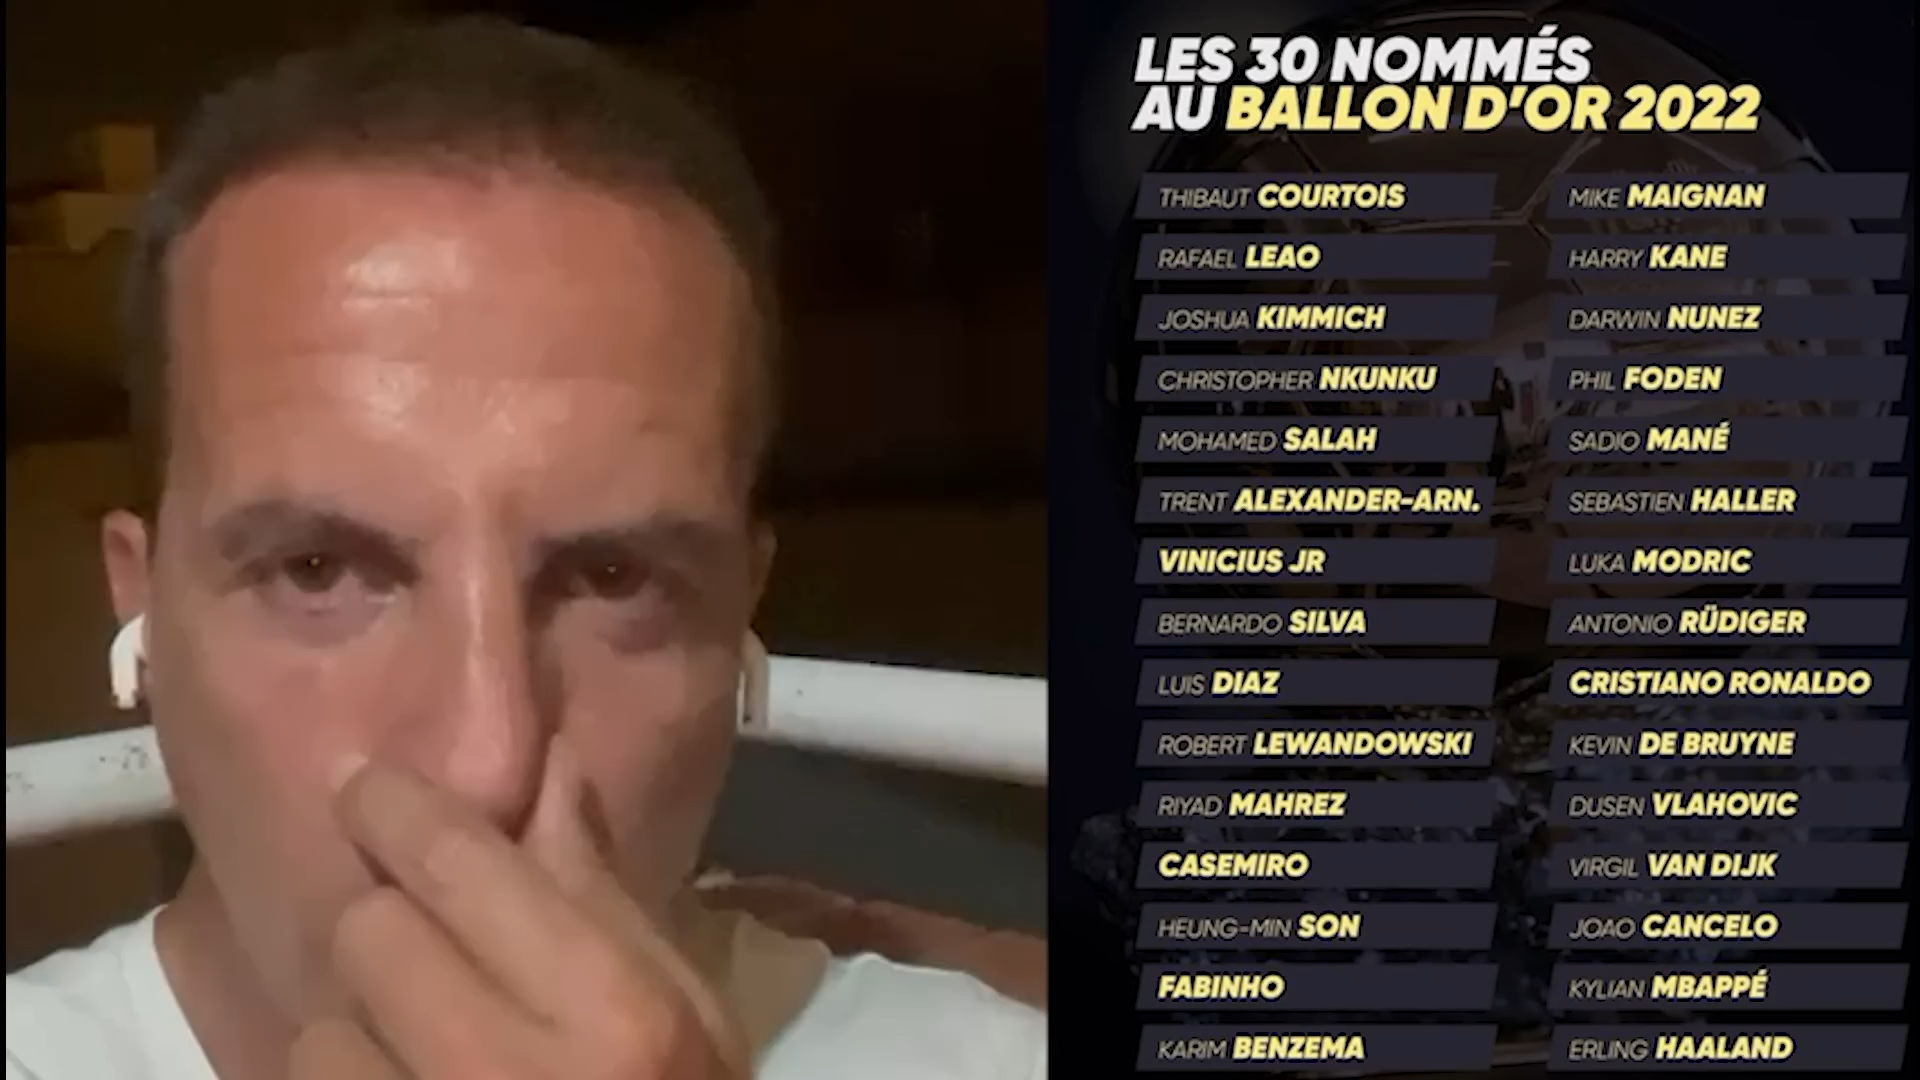 LES 30 NOMMÉS
AU BALLON D'OR 2022
THIBAUT COURTOIS
RAFAEL LEAO
JOSHUA KIMMICH
CHRISTOPHER NKUNKU
MOHAMED SALAH
TRENT ALEXANDER-ARN.
VINICIUS JR
BERNARDO SILVA
LUIS DIAZ
ROBERT LEWANDOWSKI
RIYAD MAHREZ
CASEMIRO
HEUNG-MIN SON
FABINHO
KARIM BENZEMA
MIKE MAIGNAN
HARRY KANE
DARWIN NUNEZ
PHIL FODEN
SADIO MANÉ
SEBASTIEN HALLER
LUKA MODRIC
ANTONIO RÜDIGER
CRISTIANO RONALDO
KEVIN DE BRUYNE
DUSEN VLAHOVIC
VIRGIL VAN DIJK
JOAO CANCELO
KYLIAN MBAPPÉ
ERLING HAALAND